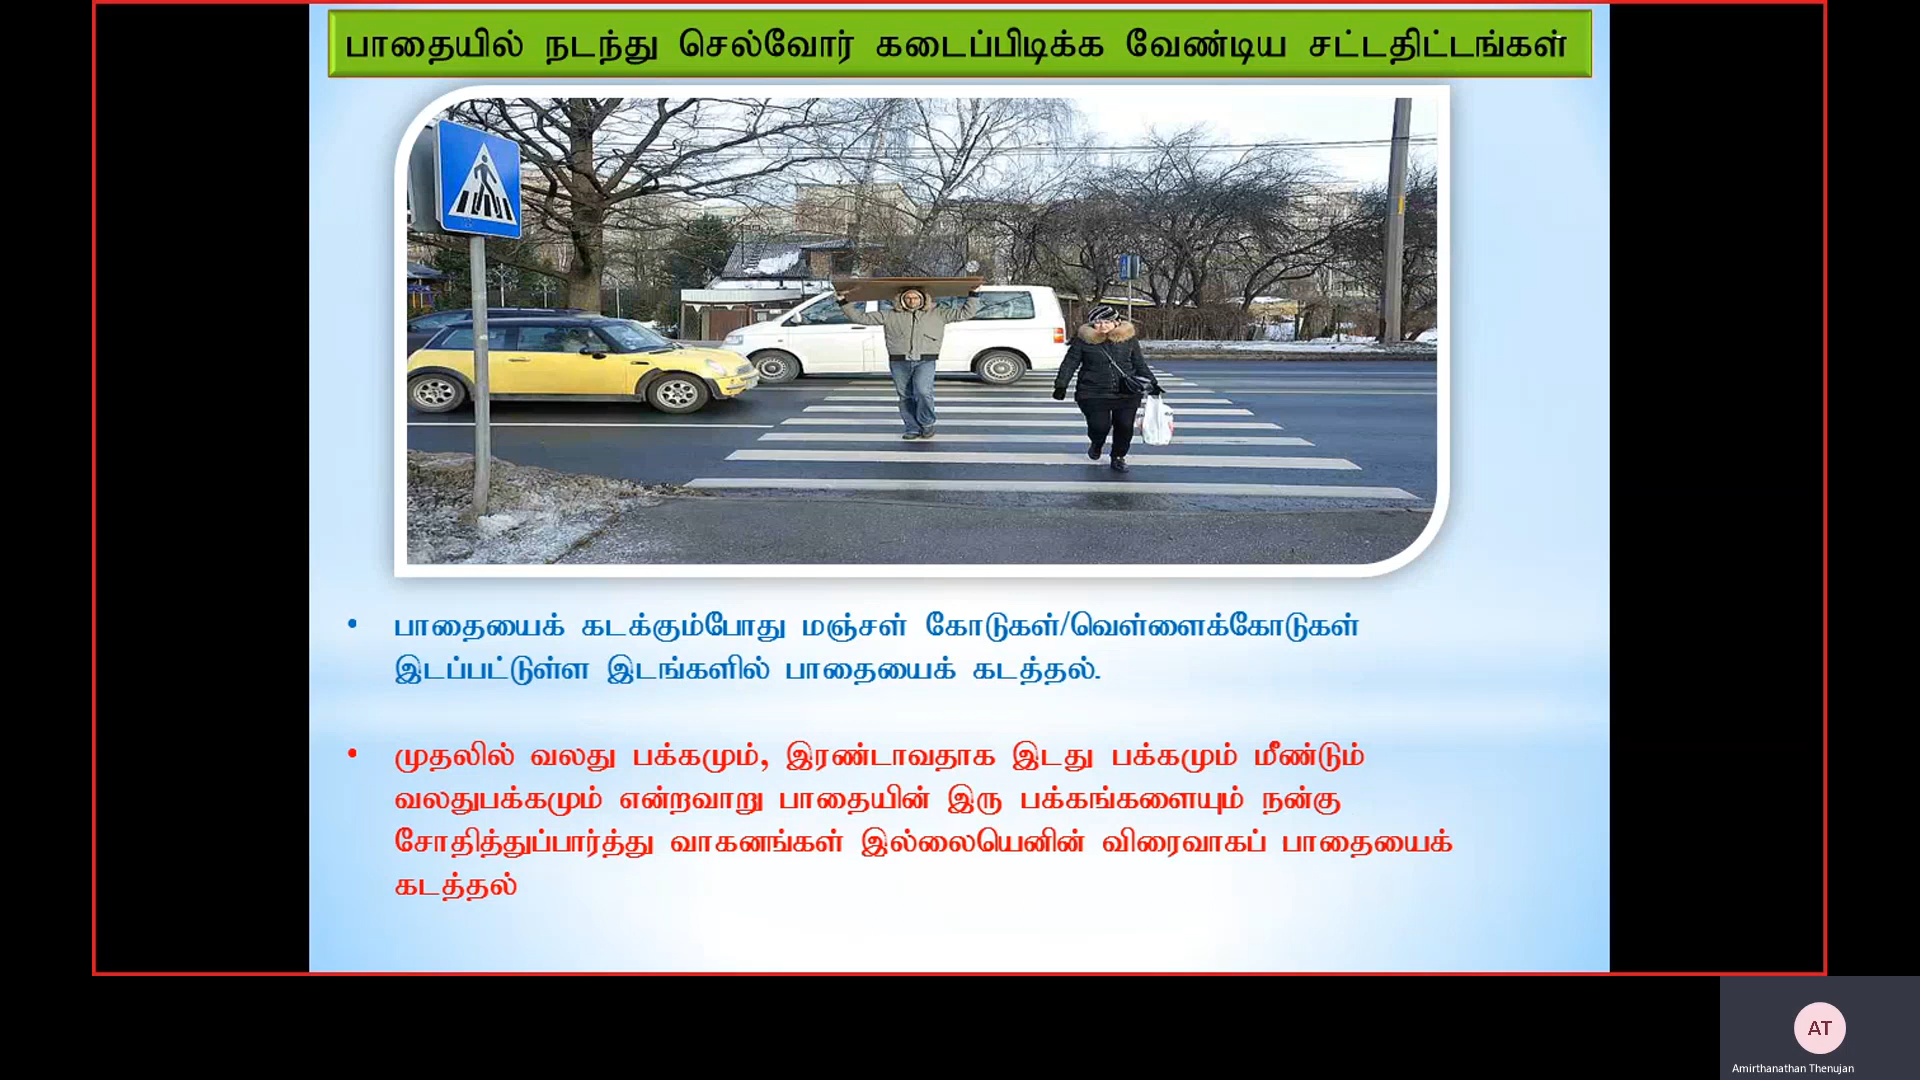 பாதையில் நடந்து செல்வோர் கடைப்பிடிக்க வேண்டிய சட்டதிட்டங்கள்
• பாதையைக் கடக்கும்போது மஞ்சள் கோடுகள்/வெள்ளைக்கோடுகள்
இடப்பட்டுள்ள இடங்களில் பாதையைக் கடத்தல்.
• முதலில் வலது பக்கமும், இரண்டாவதாக இடது பக்கமும் மீண்டும்
வலதுபக்கமும் என்றவாறு பாதையின் இரு பக்கங்களையும் நன்கு
சோதித்துப்பார்த்து வாகனங்கள் இல்லையெனின் விரைவாகப் பாதையைக்
கடத்தல்
AT
Amirthanathan Thenujan